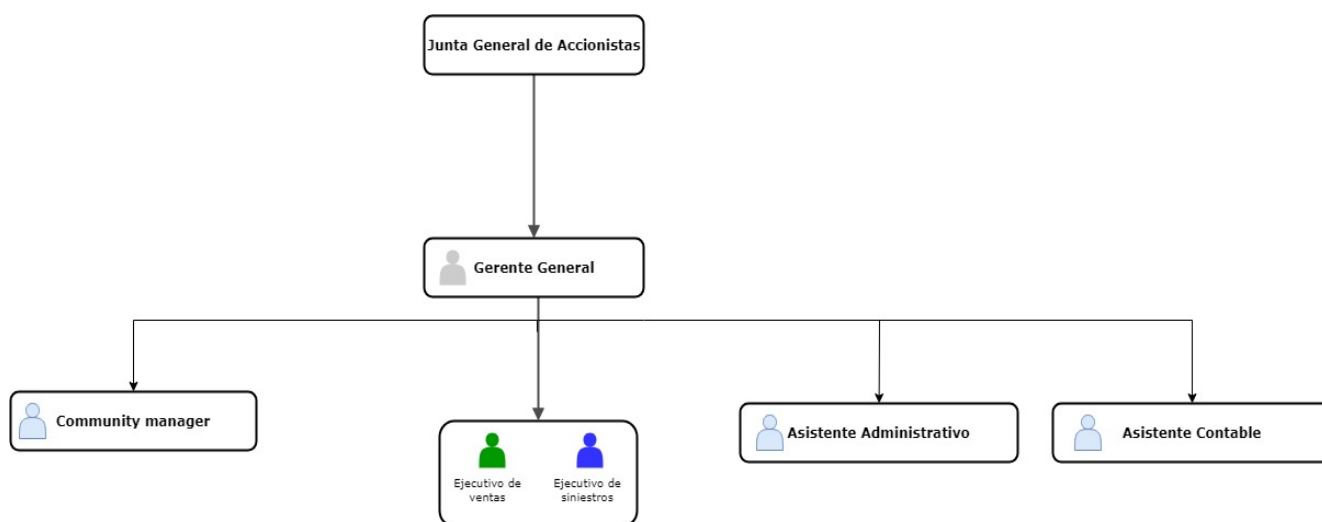 Junta General de Accionistas
Gerente General
Community manager
Ejecutivo de
ventas
Ejecutivo de
siniestros
Asistente Administrativo
Asistente Contable